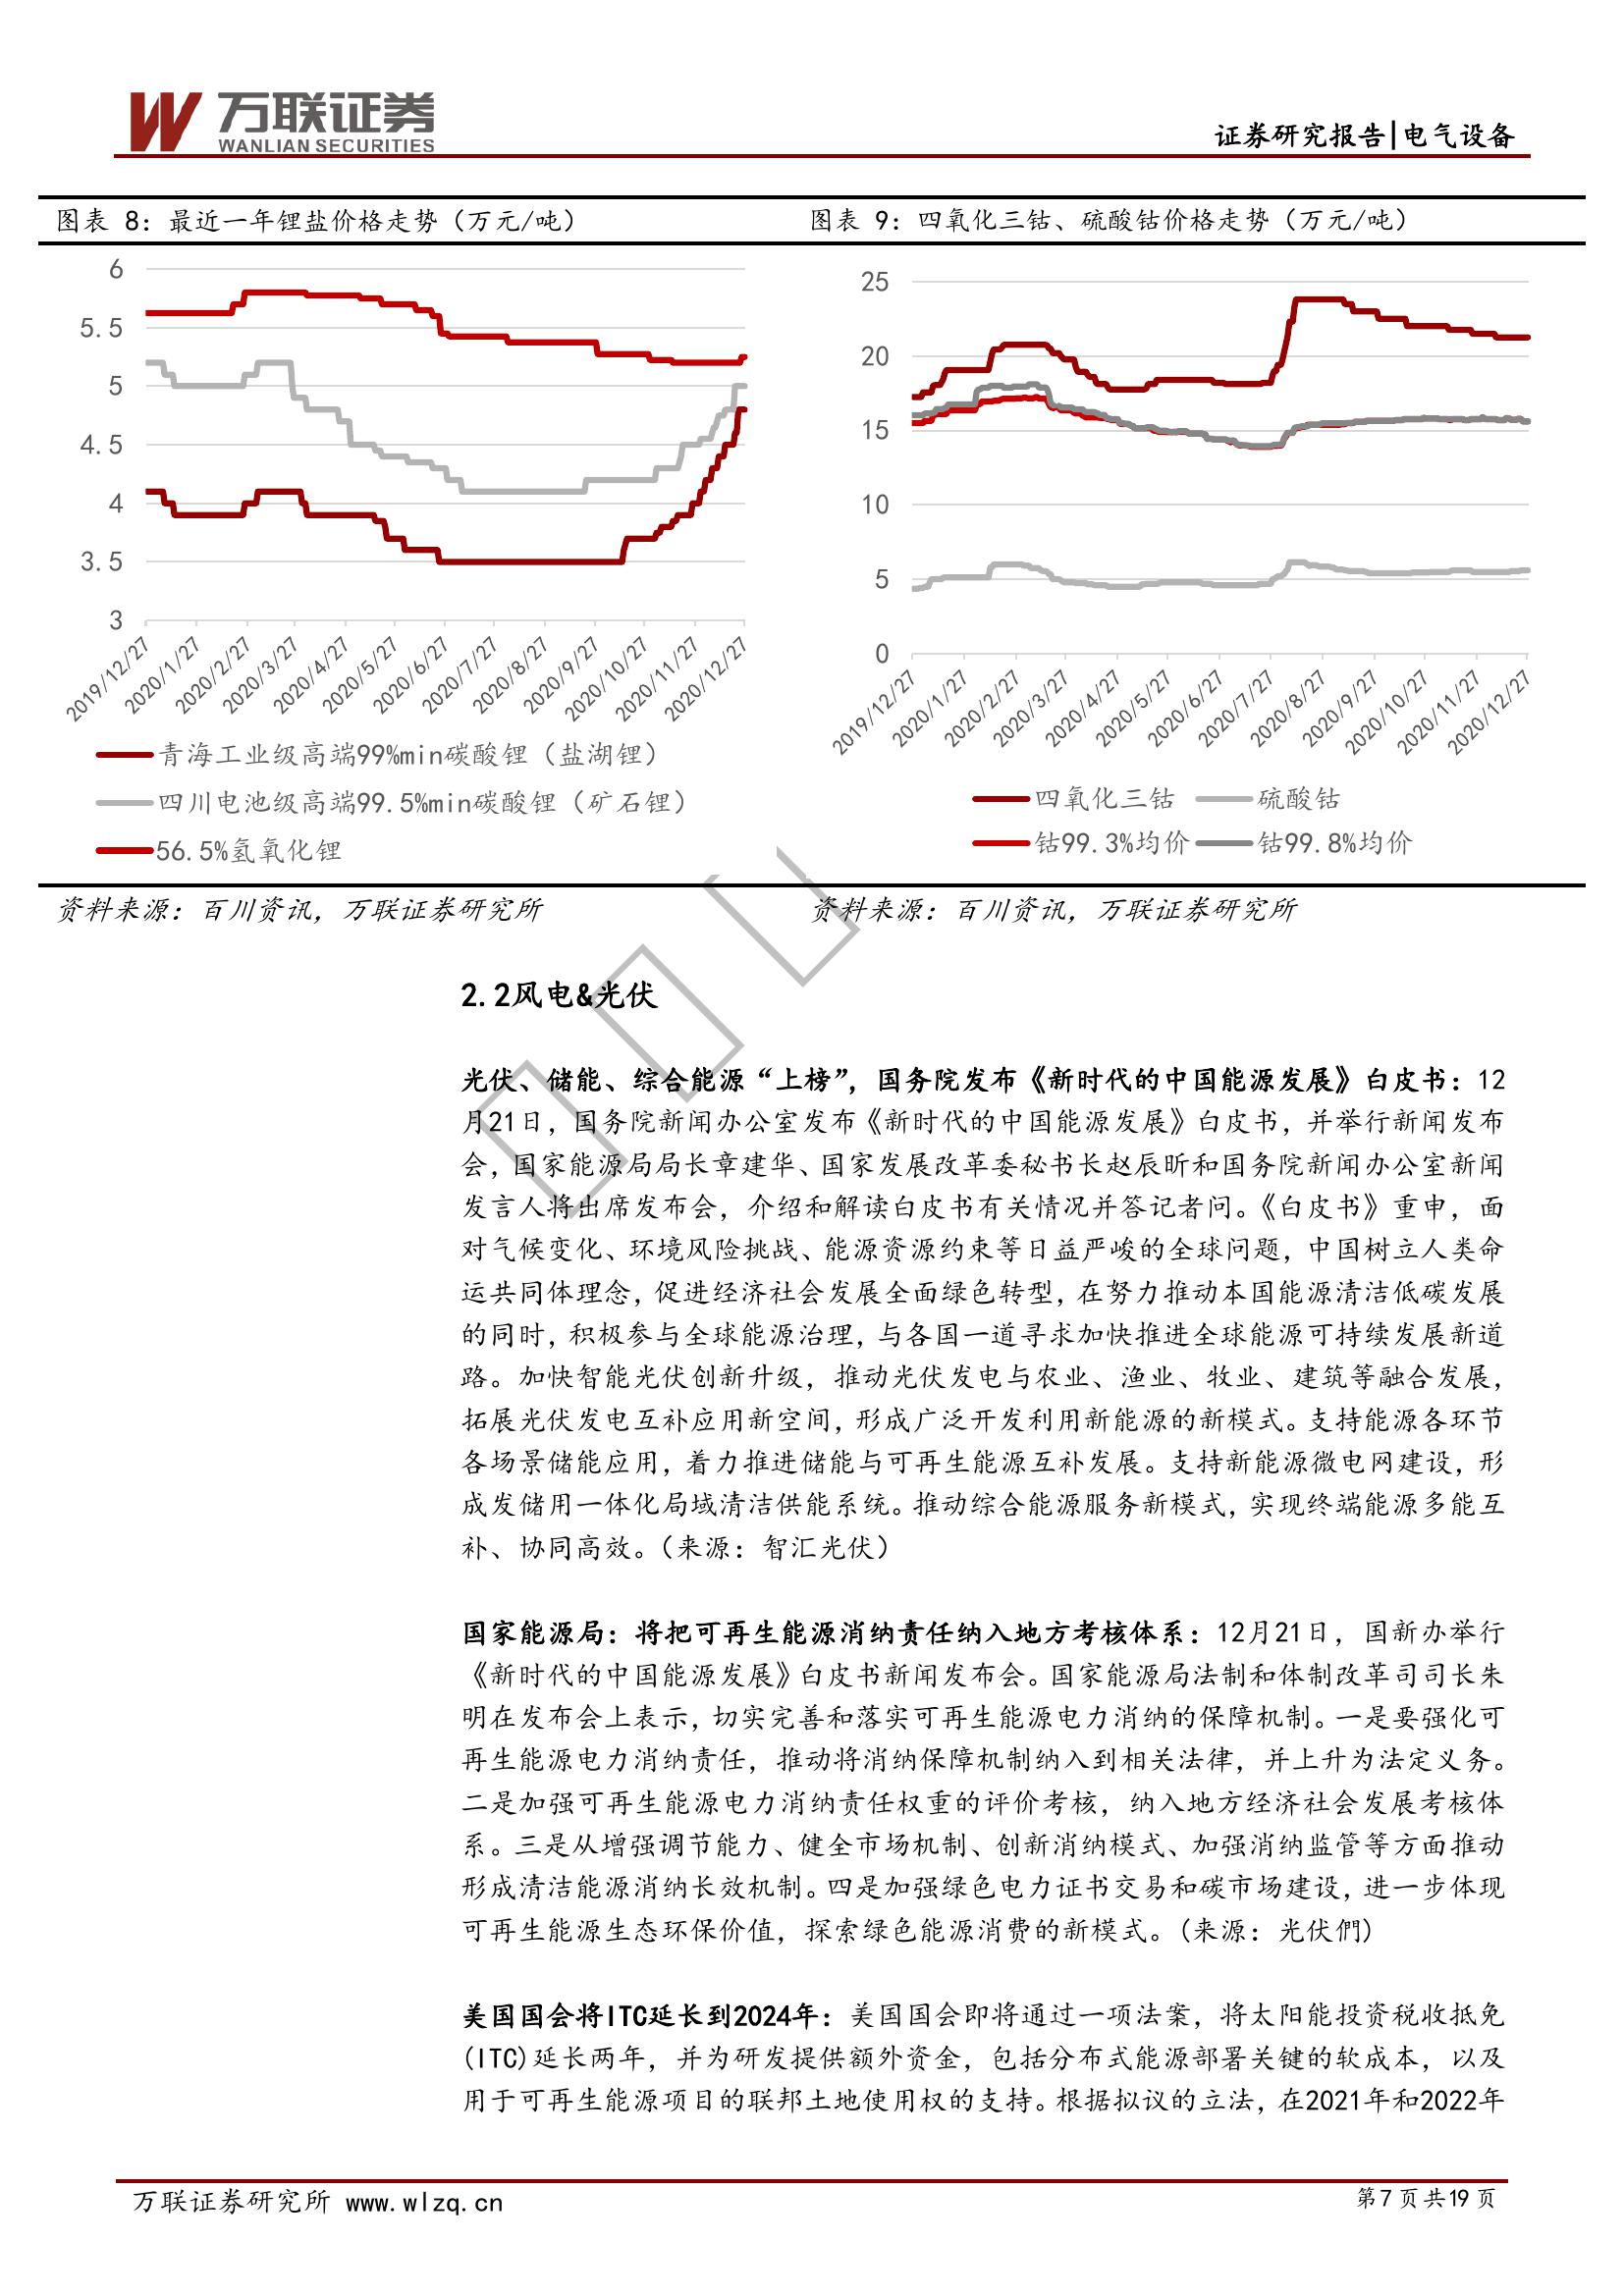 万联证券
WANLIAN SECURITIES
证券研究报告|电气设备
图表 8：最近一年锂盐价格走势（万元/吨）
6
5.5
5
4.5
4
3.5
3
2019/12/27
2020/1/27
2020/2/27
2020/3/27
2020/4/27
2020/5/27
2020/6/27
2020/7/27
2020/8/27
2020/9/27
2020/10/27
2020/11/27
2020/12/27
青海工业级高端99%min碳酸锂（盐湖锂）
四川电池级高端99.5%min碳酸锂（矿石锂）
56.5%氢氧化锂
资料来源：百川资讯，万联证券研究所
图表 9：四氧化三钴、硫酸钴价格走势（万元/吨）
25
20
15
10
5
0
2019/12/27
2020/1/27
2020/2/27
2020/3/27
2020/4/27
2020/5/27
2020/6/27
2020/7/27
2020/8/27
2020/9/27
2020/10/27
2020/11/27
2020/12/27
四氧化三钴 硫酸钴
钴99.3%均价 钴99.8%均价
资料来源：百川资讯，万联证券研究所
2.2风电&光伏
光伏、储能、综合能源“上榜”，国务院发布《新时代的中国能源发展》白皮书：12
月21日，国务院新闻办公室发布《新时代的中国能源发展》白皮书，并举行新闻发布
会，国家能源局局长章建华、国家发展改革委秘书长赵辰昕和国务院新闻办公室新闻
发言人将出席发布会，介绍和解读白皮书有关情况并答记者问。《白皮书》重申，面
对气候变化、环境风险挑战、能源资源约束等日益严峻的全球问题，中国树立人类命
运共同体理念，促进经济社会发展全面绿色转型，在努力推动本国能源清洁低碳发展
的同时，积极参与全球能源治理，与各国一道寻求加快推进全球能源可持续发展新道
路。加快智能光伏创新升级，推动光伏发电与农业、渔业、牧业、建筑等融合发展，
拓展光伏发电互补应用新空间，形成广泛开发利用新能源的新模式。支持能源各环节
各场景储能应用，着力推进储能与可再生能源互补发展。支持新能源微电网建设，形
成发储用一体化局域清洁供能系统。推动综合能源服务新模式，实现终端能源多能互
补、协同高效。（来源：智汇光伏）
国家能源局：将把可再生能源消纳责任纳入地方考核体系：12月21日，国新办举行
《新时代的中国能源发展》白皮书新闻发布会。国家能源局法制和体制改革司司长朱
明在发布会上表示，切实完善和落实可再生能源电力消纳的保障机制。一是要强化可
再生能源电力消纳责任，推动将消纳保障机制纳入到相关法律，并上升为法定义务。
二是加强可再生能源电力消纳责任权重的评价考核，纳入地方经济社会发展考核体
系。三是从增强调节能力、健全市场机制、创新消纳模式、加强消纳监管等方面推动
形成清洁能源消纳长效机制。四是加强绿色电力证书交易和碳市场建设，进一步体现
可再生能源生态环保价值，探索绿色能源消费的新模式。(来源：光伏們)
美国国会将ITC延长到2024年：美国国会即将通过一项法案，将太阳能投资税收抵免
(ITC)延长两年，并为研发提供额外资金，包括分布式能源部署关键的软成本，以及
用于可再生能源项目的联邦土地使用权的支持。根据拟议的立法，在2021年和2022年
万联证券研究所 www.wlzq.cn
第7页共19页